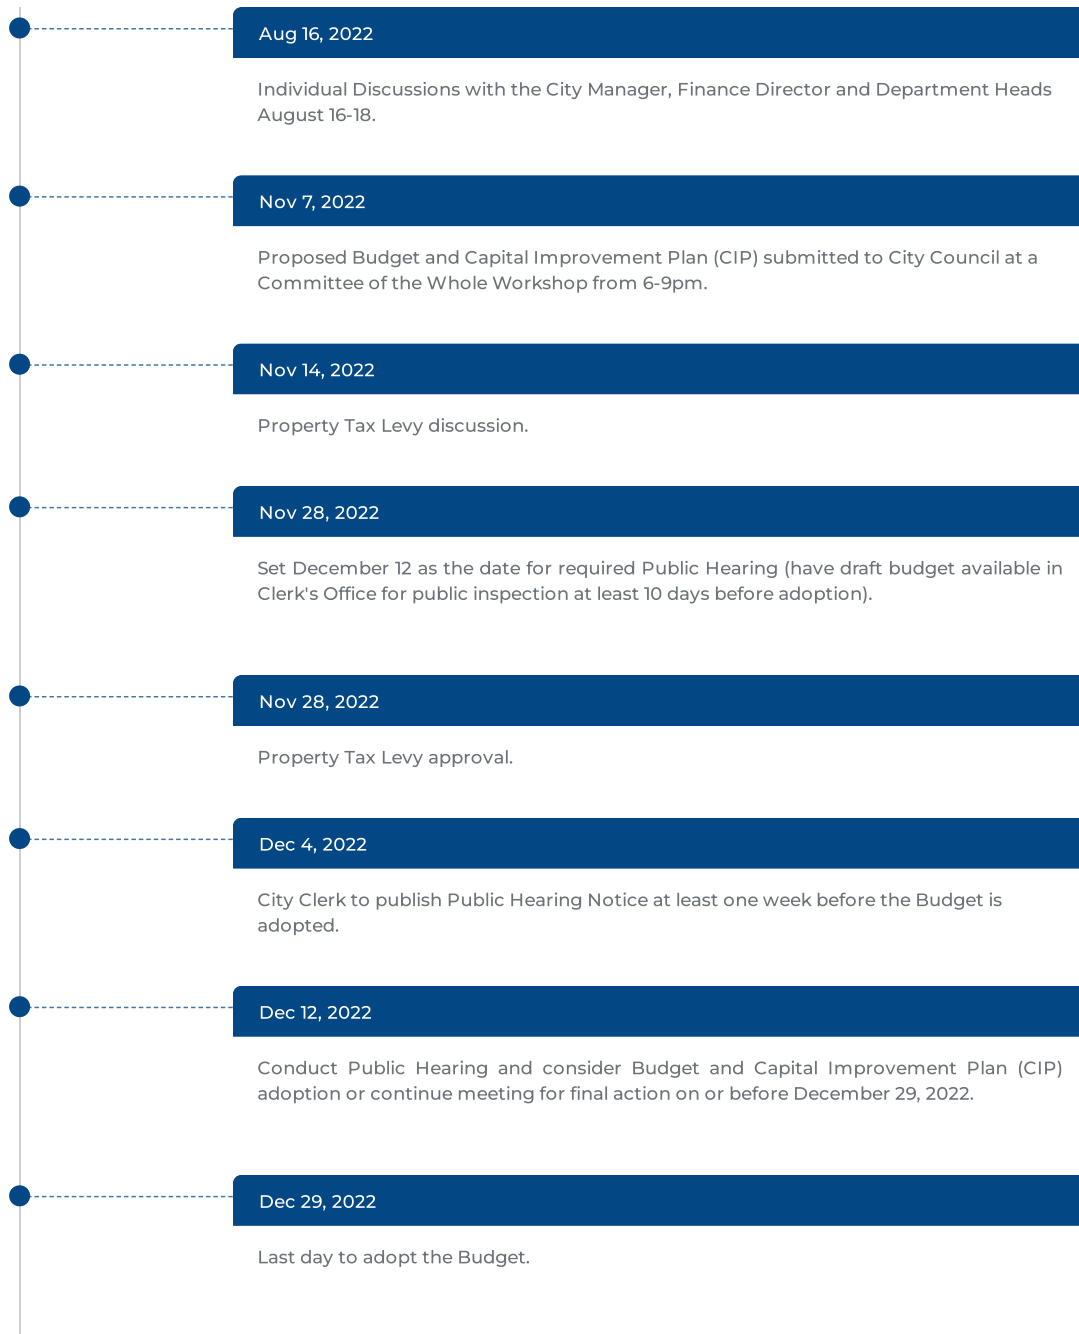 Aug 16, 2022
Individual Discussions with the City Manager, Finance Director and Department Heads
August 16-18.
Nov 7, 2022
Proposed Budget and Capital Improvement Plan (CIP) submitted to City Council at a
Committee of the Whole Workshop from 6-9pm.
Nov 14, 2022
Property Tax Levy discussion.
Nov 28, 2022
Set December 12 as the date for required Public Hearing (have draft budget available in
Clerk's Office for public inspection at least 10 days before adoption).
Nov 28, 2022
Property Tax Levy approval.
Dec 4, 2022
City Clerk to publish Public Hearing Notice at least one week before the Budget is
adopted.
Dec 12, 2022
Conduct Public Hearing and consider Budget and Capital Improvement Plan (CIP)
adoption or continue meeting for final action on or before December 29, 2022.
Dec 29, 2022
Last day to adopt the Budget.